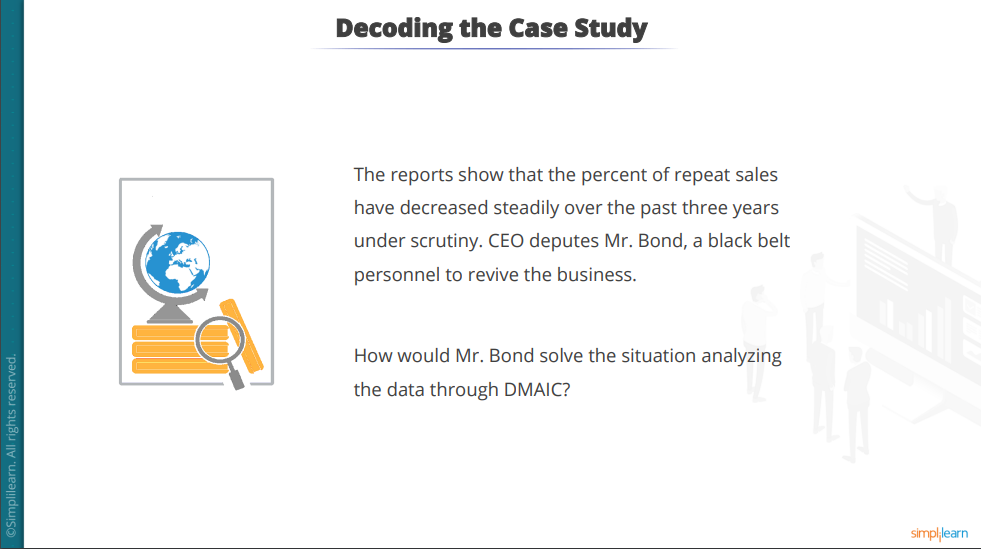 Decoding the Case Study
The reports show that the percent of repeat sales
have decreased steadily over the past three years
under scrutiny. CEO deputes Mr. Bond, a black belt
personnel to revive the business.
How would Mr. Bond solve the situation analyzing
the data through DMAIC?
©Simplilearn. All rights reserved.
simplilearn